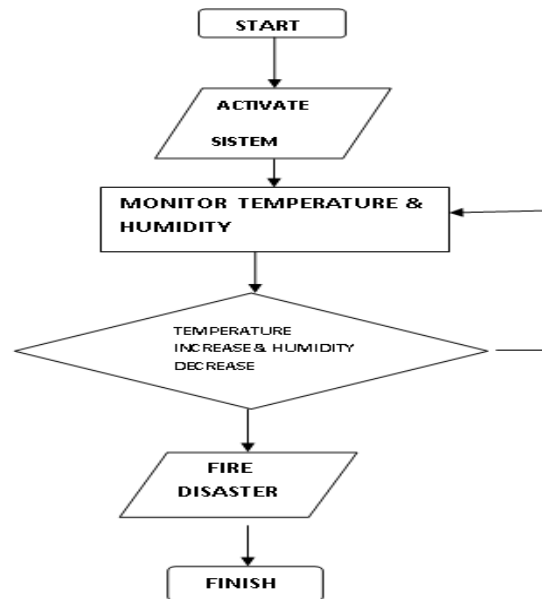 START
ACTIVATE
SISTEM
MONITOR TEMPERATURE &
HUMIDITY
TEMPERATURE
INCREASE & HUMIDITY
DECREASE
FIRE
DISASTER
FINISH